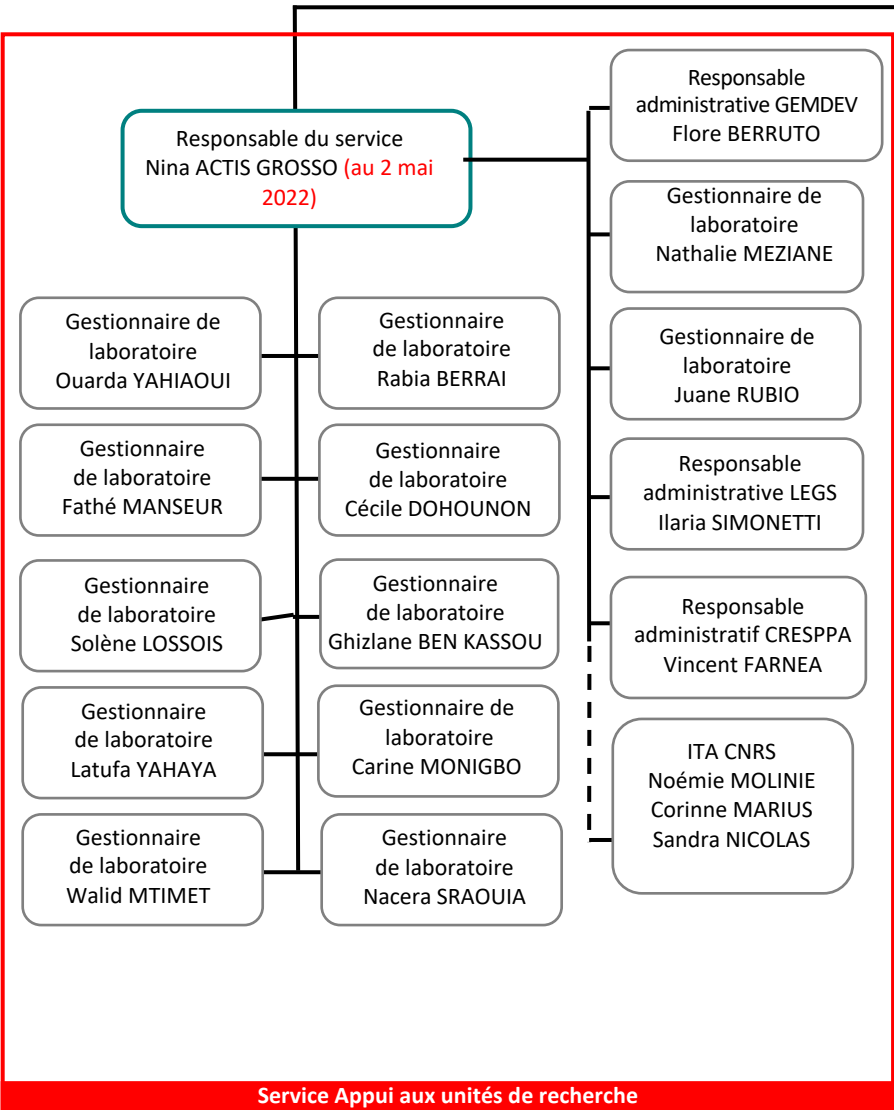 Responsable du service
Nina ACTIS GROSSO (au 2 mai
2022)
Responsable
administrative GEMDEV
Flore BERRUTO
Gestionnaire de
laboratoire
Nathalie MEZIANE
Gestionnaire de
laboratoire
Juane RUBIO
Responsable
administrative LEGS
Ilaria SIMONETTI
Responsable
administratif CRESPPA
Vincent FARNEA
ITA CNRS
Noémie MOLINIE
Corinne MARIUS
Sandra NICOLAS
Gestionnaire de
laboratoire
Ouarda YAHIAOUI
Gestionnaire
de laboratoire
Rabia BERRAI
Gestionnaire
de laboratoire
Fathé MANSEUR
Gestionnaire
de laboratoire
Cécile DOHOUNON
Gestionnaire
de laboratoire
Solène LOSSOIS
Gestionnaire
de laboratoire
Ghizlane BEN KASSOU
Gestionnaire
de laboratoire
Latufa YAHAYA
Gestionnaire de
laboratoire
Carine MONIGBO
Gestionnaire
de laboratoire
Walid MTIMET
Gestionnaire
de laboratoire
Nacera SRAOUIA
Service Appui aux unités de recherche